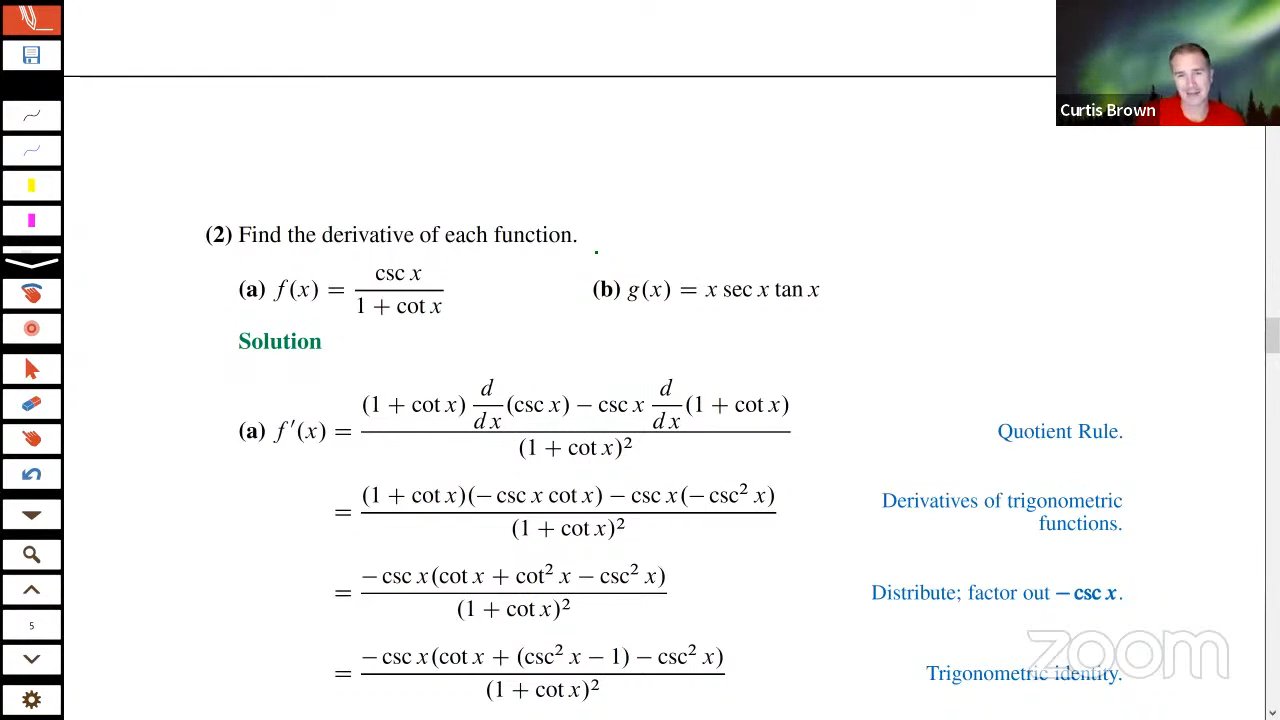 Curtis Brown
(2) Find the derivative of each function.
(a) f(x) = csc x / (1 + cot x) (b) g(x) = x sec x tan x
Solution
(a) f′(x) = ((1 + cot x) d/dx (csc x) − csc x d/dx (1 + cot x)) / (1 + cot x)² Quotient Rule.
= ((1 + cot x)(−csc x cot x) − csc x(−csc² x)) / (1 + cot x)² Derivatives of trigonometric
functions.
= −csc x(cot x + cot² x − csc² x) / (1 + cot x)² Distribute; factor out −csc x.
= −csc x(cot x + (csc² x − 1) − csc² x) / (1 + cot x)² Trigonometric identity.
5
zoom